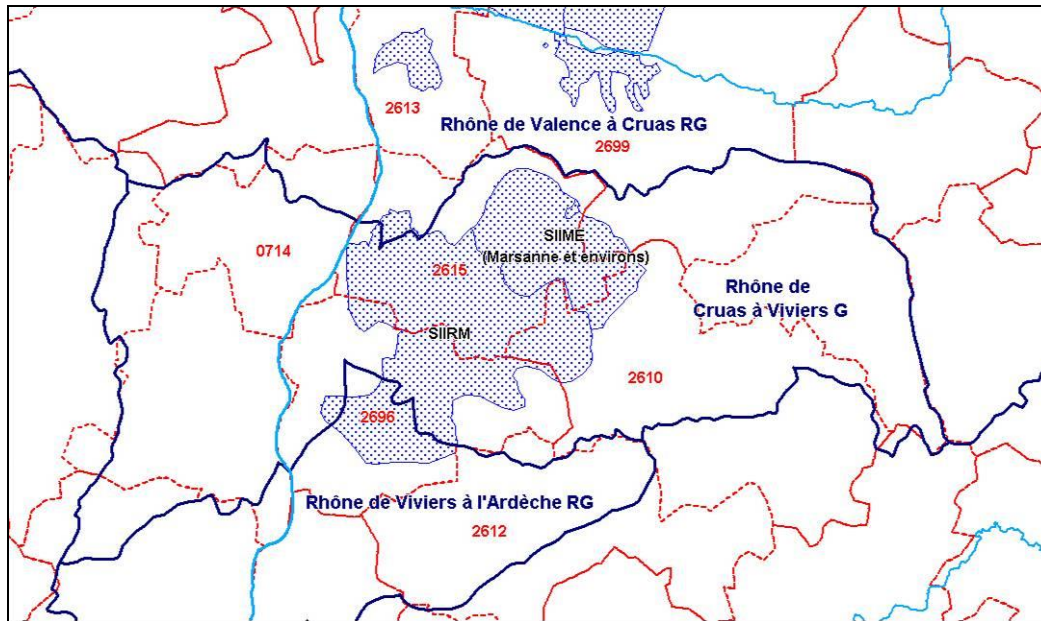 2613
Rhône de Valence à Cruas RG
2699
SIIME
(Marsanne et environs)
0714
2615
Rhône de
Cruas à Viviers G
SIIRM
2610
2696
Rhône de Viviers à l'Ardèche RG
2612